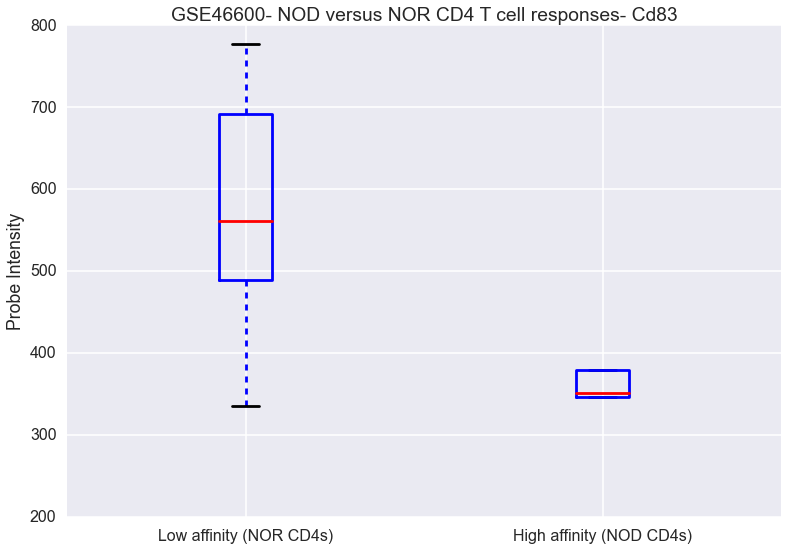 GSE46600- NOD versus NOR CD4 T cell responses- Cd83
800
700
600
500
400
300
200
Probe Intensity
Low affinity (NOR CD4s)
High affinity (NOD CD4s)